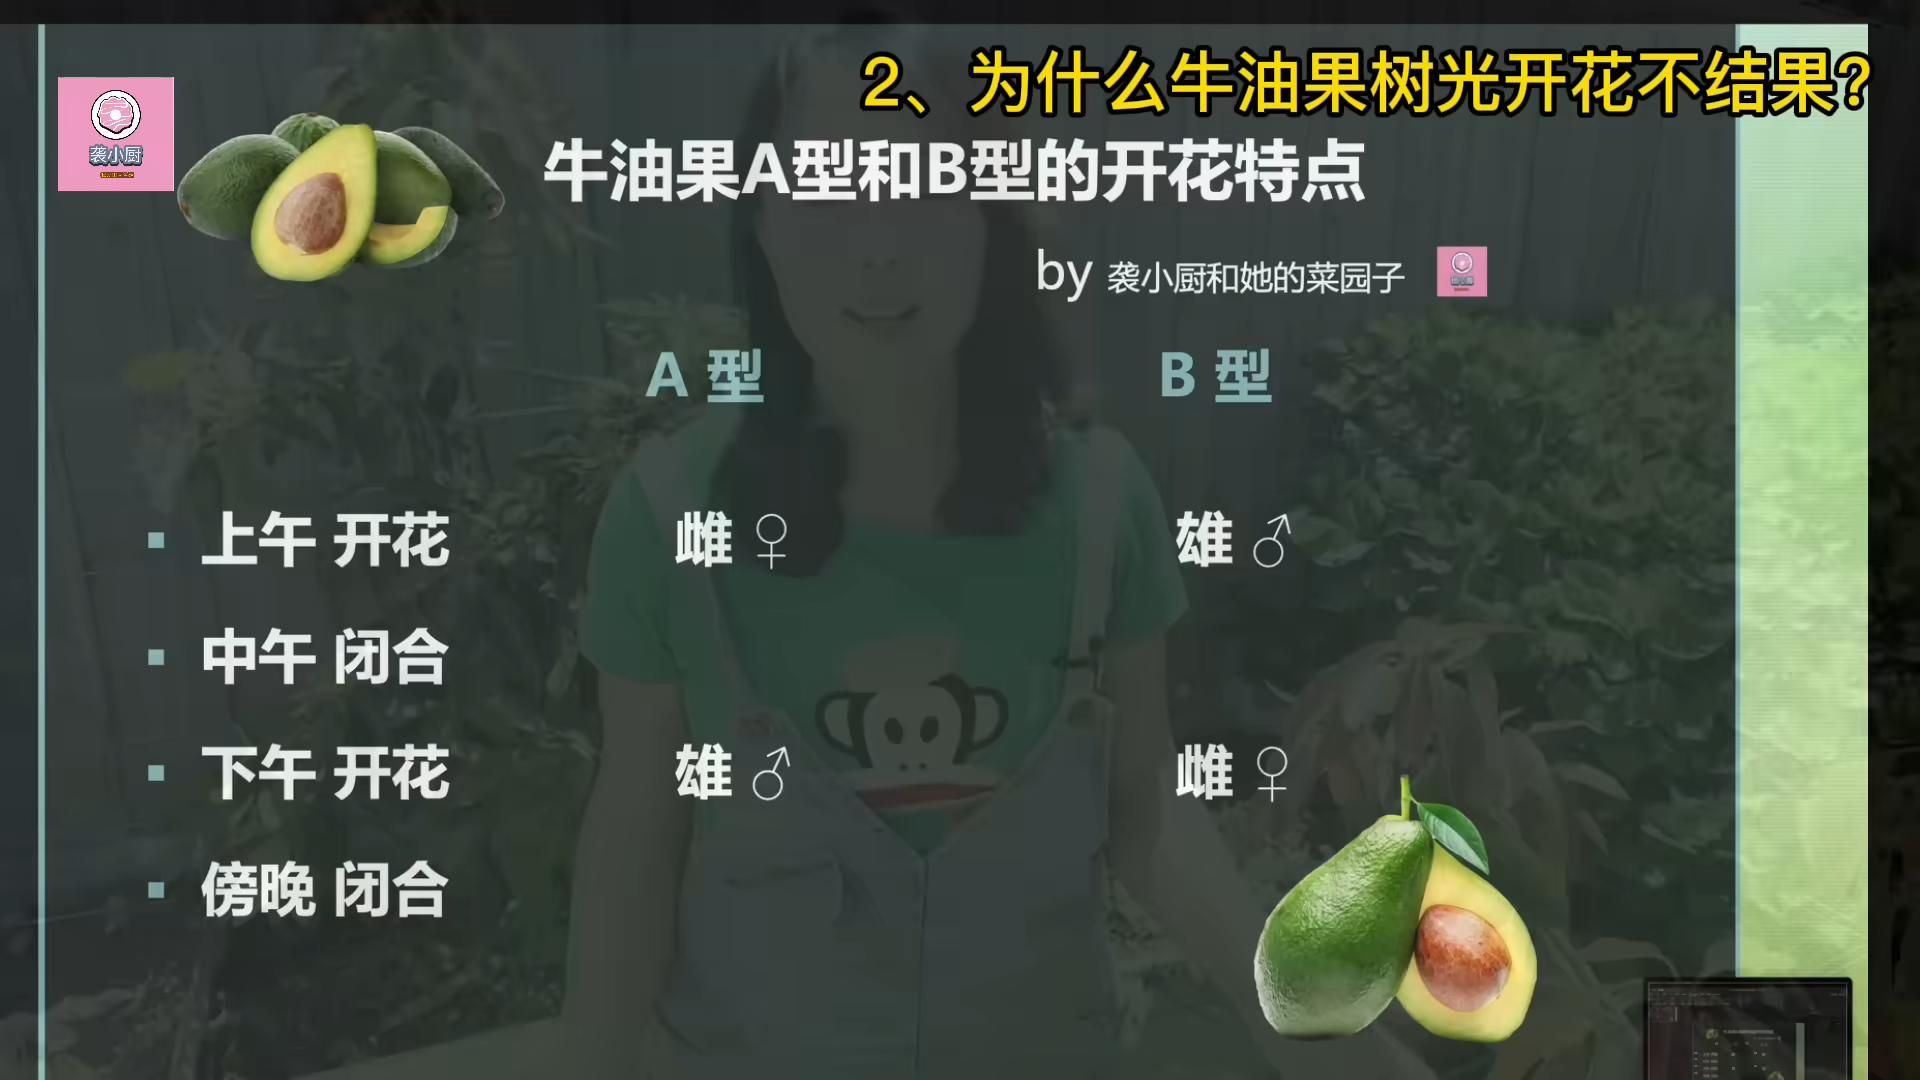 2、为什么牛油果树光开花不结果?
袭小厨
牛油果A型和B型的开花特点
by 袭小厨和她的菜园子
A 型 B 型
上午 开花 雌 ♀ 雄 ♂
中午 闭合
下午 开花 雄 ♂ 雌 ♀
傍晚 闭合